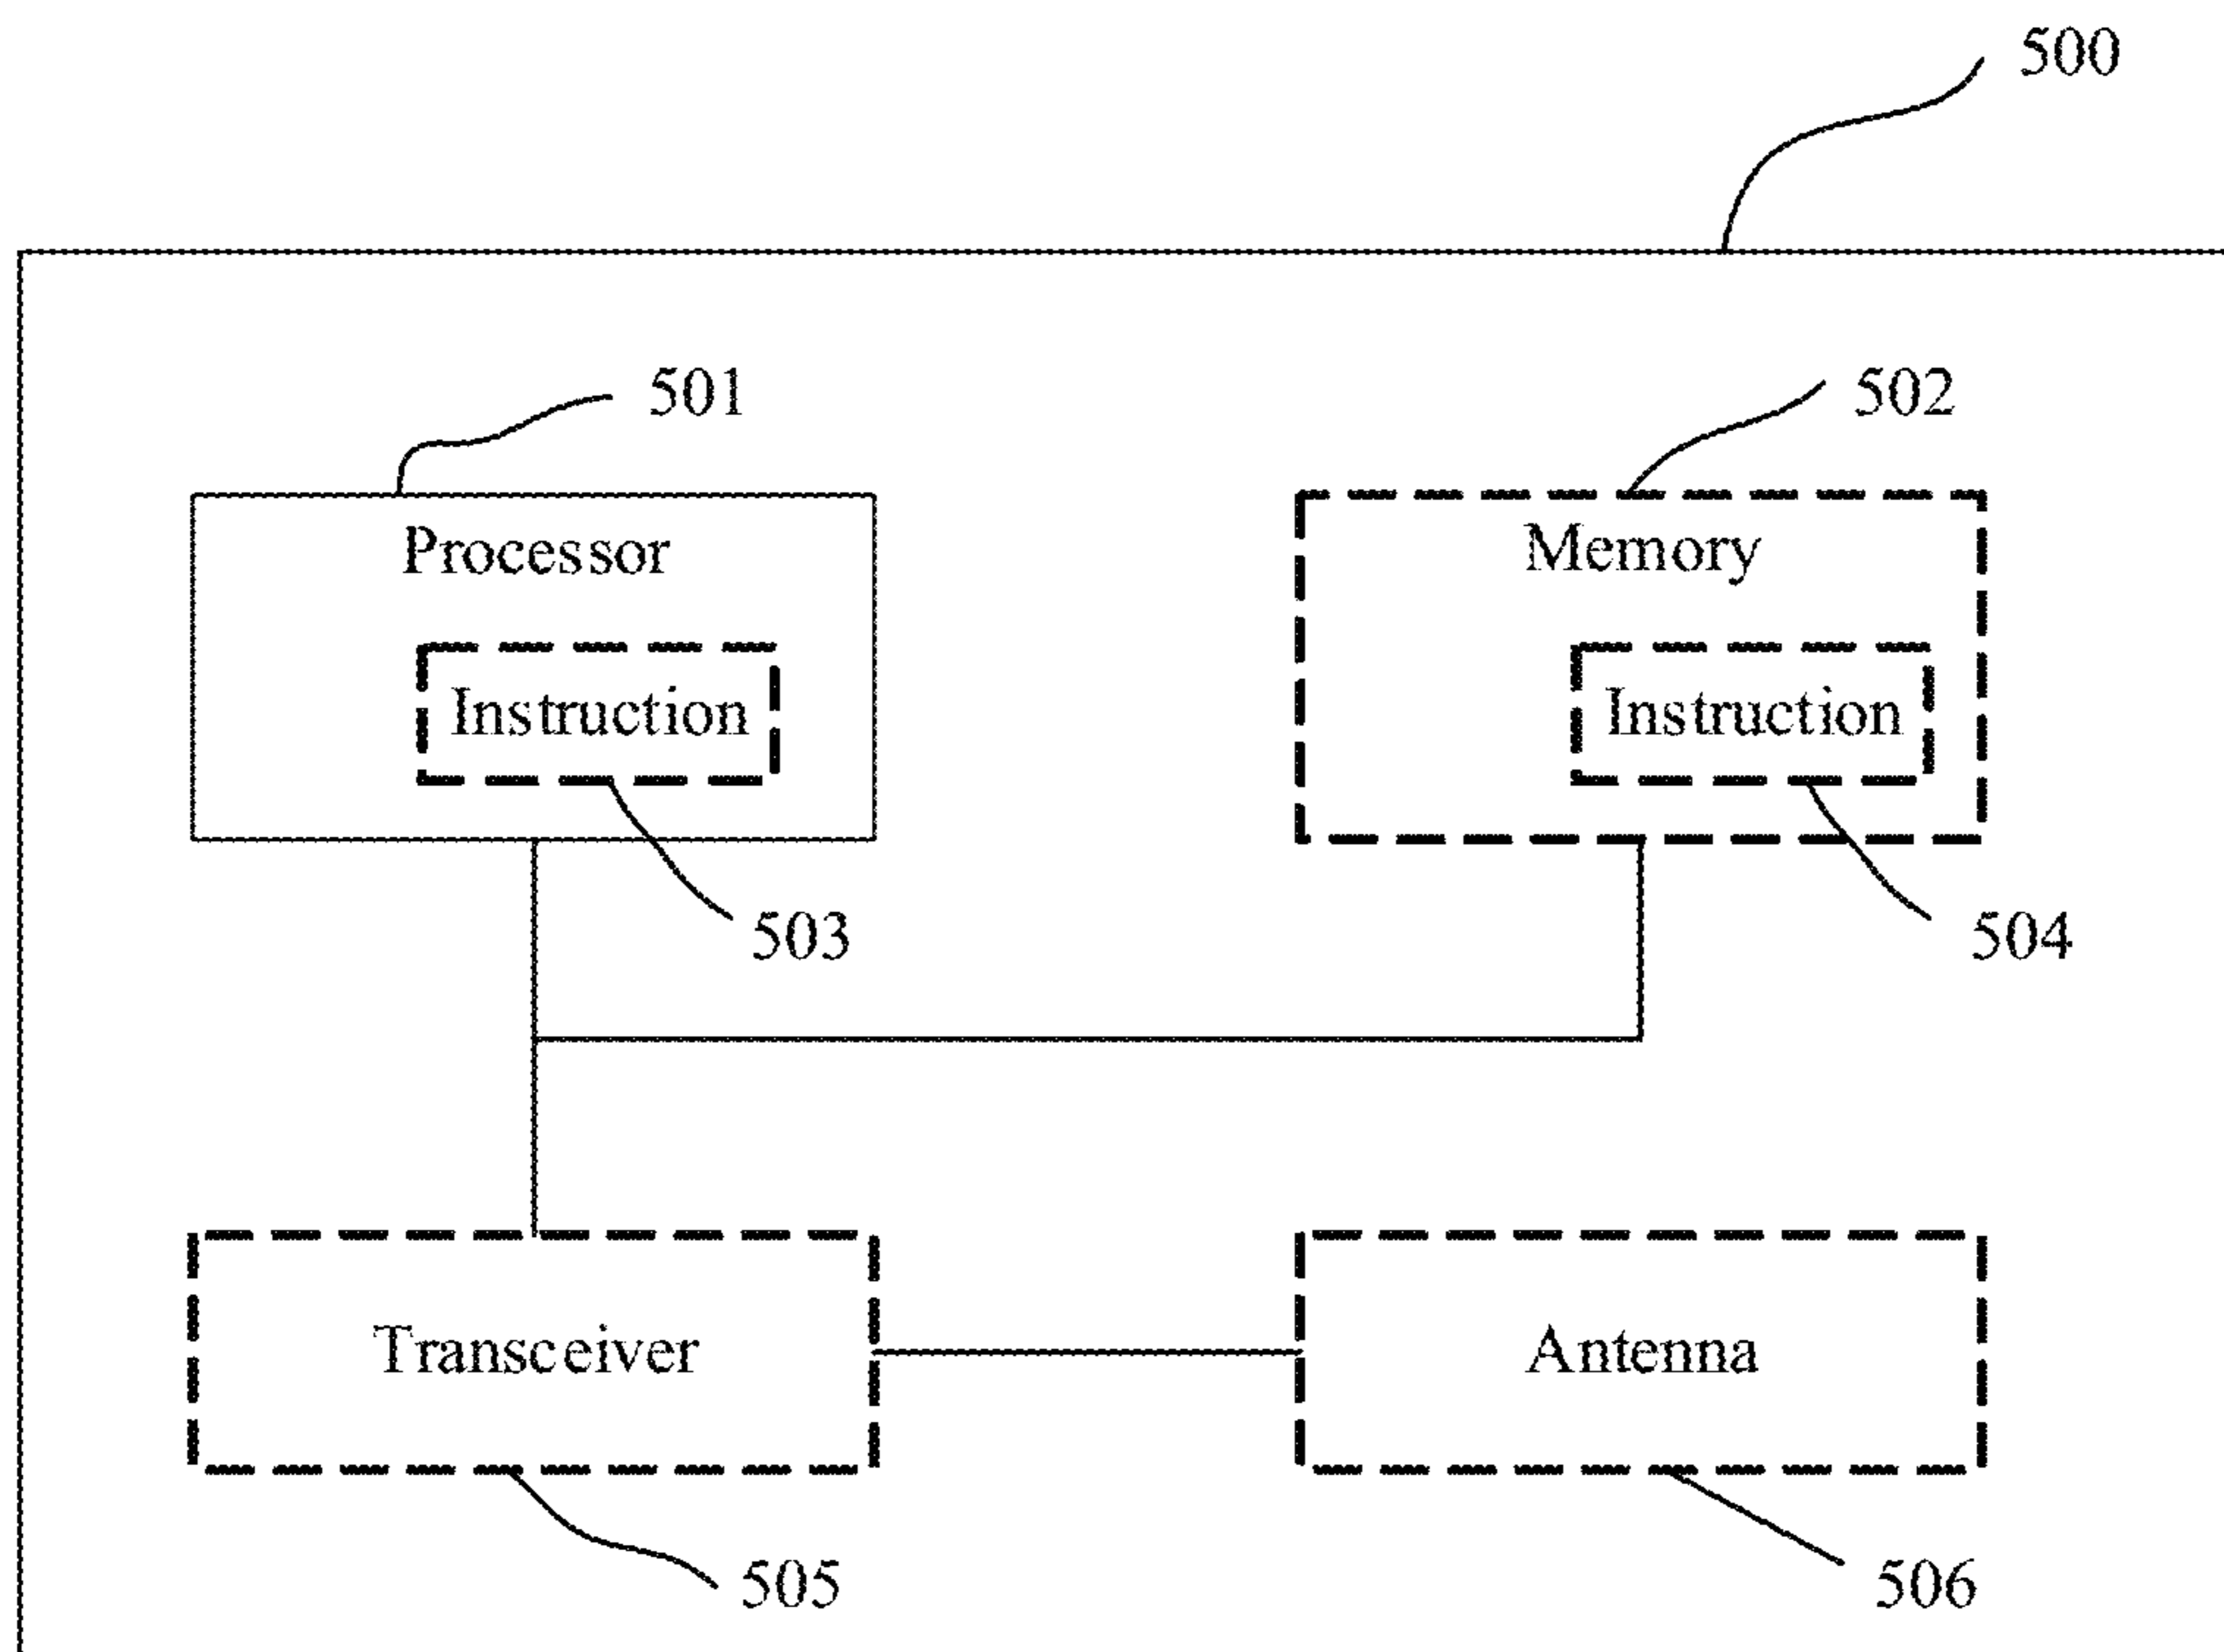 500
501
502
Processor
Memory
Instruction
Instruction
503
504
Transceiver
Antenna
505
506